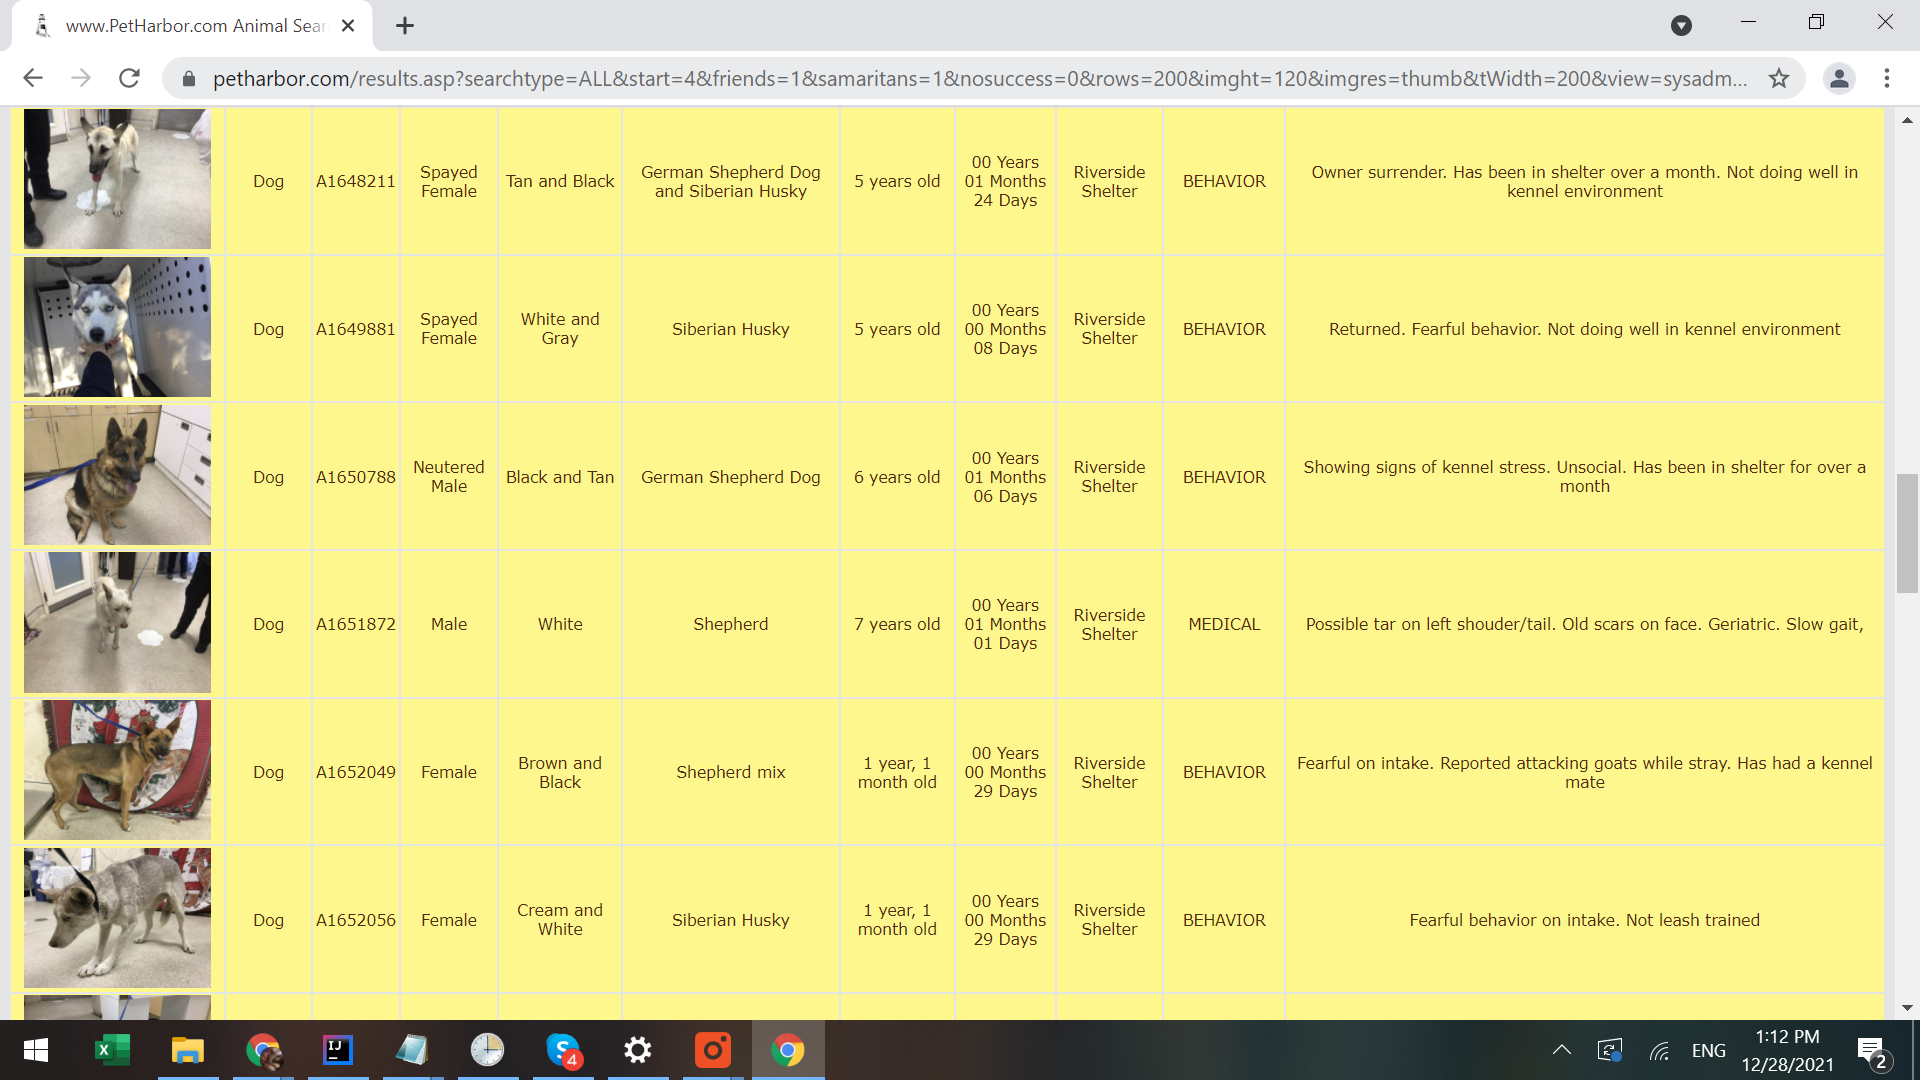 www.PetHarbor.com Animal Sear
petharbor.com/results.asp?searchtype=ALL&start=4&friends=1&samaritans=1&nosuccess=0&rows=200&imght=120&imgres=thumb&tWidth=200&view=sysadm...
Dog
A1648211
Spayed
Female
Tan and Black
German Shepherd Dog
and Siberian Husky
5 years old
00 Years
01 Months
24 Days
Riverside
Shelter
BEHAVIOR
Owner surrender. Has been in shelter over a month. Not doing well in
kennel environment
Dog
A1649881
Spayed
Female
White and
Gray
Siberian Husky
5 years old
00 Years
00 Months
08 Days
Riverside
Shelter
BEHAVIOR
Returned. Fearful behavior. Not doing well in kennel environment
Dog
A1650788
Neutered
Male
Black and Tan
German Shepherd Dog
6 years old
00 Years
01 Months
06 Days
Riverside
Shelter
BEHAVIOR
Showing signs of kennel stress. Unsocial. Has been in shelter for over a
month
Dog
A1651872
Male
White
Shepherd
7 years old
00 Years
01 Months
01 Days
Riverside
Shelter
MEDICAL
Possible tar on left shouder/tail. Old scars on face. Geriatric. Slow gait,
Dog
A1652049
Female
Brown and
Black
Shepherd mix
1 year, 1
month old
00 Years
00 Months
29 Days
Riverside
Shelter
BEHAVIOR
Fearful on intake. Reported attacking goats while stray. Has had a kennel
mate
Dog
A1652056
Female
Cream and
White
Siberian Husky
1 year, 1
month old
00 Years
00 Months
29 Days
Riverside
Shelter
BEHAVIOR
Fearful behavior on intake. Not leash trained
X
IJ
S
4
ENG
1:12 PM
12/28/2021
2